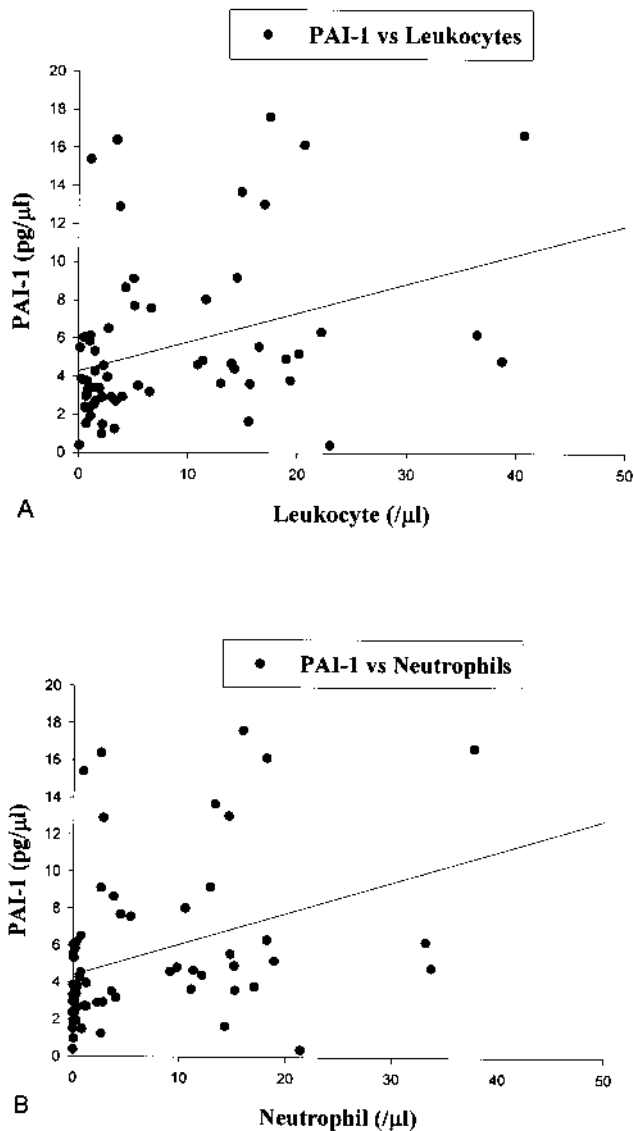 PAI-1 vs Leukocytes
20
18
16
14
12
10
8
6
4
2
0
PAI-1 (pg/µl)
0 10 20 30 40 50
Leukocyte (/µl)
A
PAI-1 vs Neutrophils
20
18
16
14
12
10
8
6
4
2
0
PAI-1 (pg/µl)
0 10 20 30 40 50
Neutrophil (/µl)
B